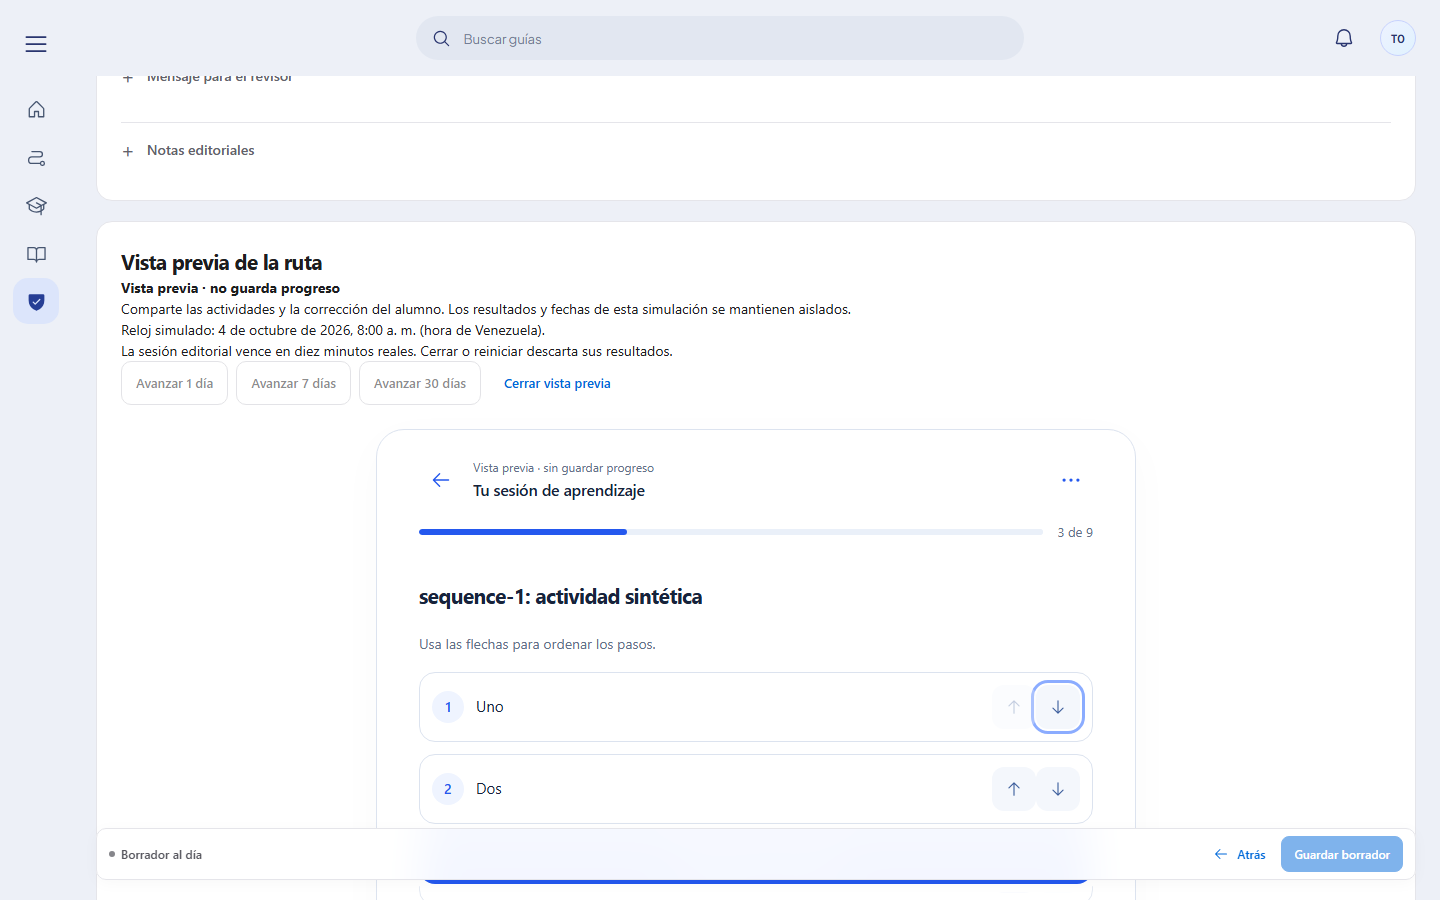 Buscar guías
TO
Mensaje para el revisor
Notas editoriales
Vista previa de la ruta
Vista previa · no guarda progreso
Comparte las actividades y la corrección del alumno. Los resultados y fechas de esta simulación se mantienen aislados.
Reloj simulado: 4 de octubre de 2026, 8:00 a. m. (hora de Venezuela).
La sesión editorial vence en diez minutos reales. Cerrar o reiniciar descarta sus resultados.
Avanzar 1 día
Avanzar 7 días
Avanzar 30 días
Cerrar vista previa
Vista previa · sin guardar progreso
Tu sesión de aprendizaje
3 de 9
sequence-1: actividad sintética
Usa las flechas para ordenar los pasos.
1 Uno
2 Dos
Borrador al día
Atrás
Guardar borrador